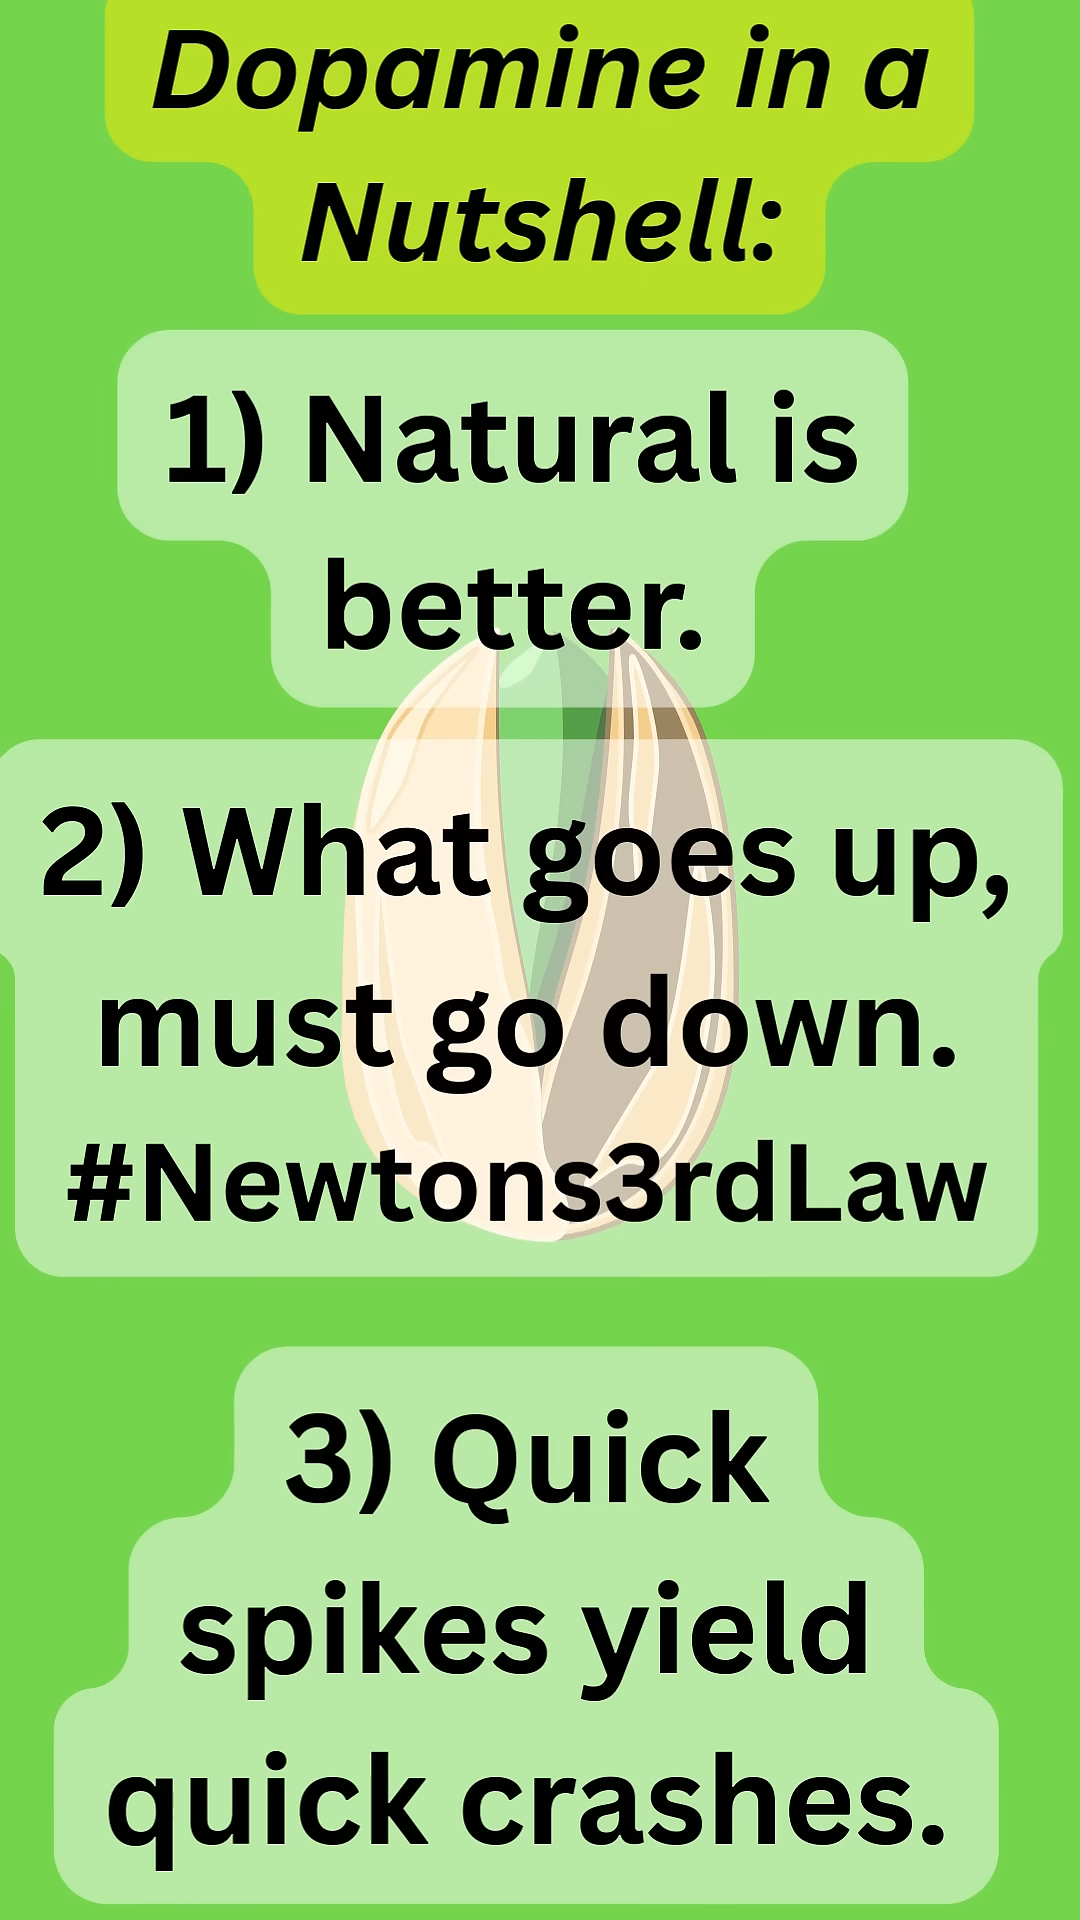 Dopamine in a
Nutshell:
1) Natural is
better.
2) What goes up,
must go down.
#Newtons3rdLaw
3) Quick
spikes yield
quick crashes.